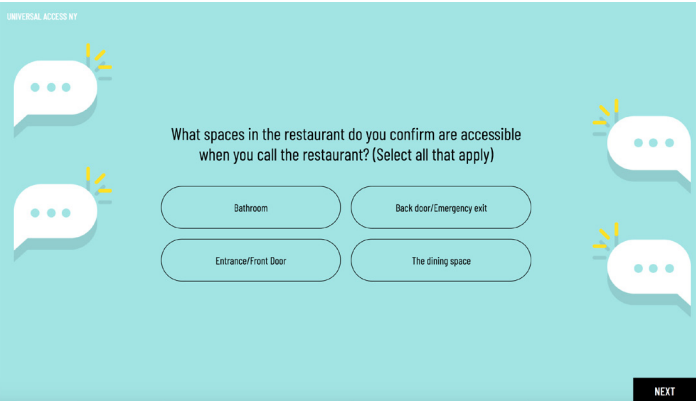 UNIVERSAL ACCESS NY
What spaces in the restaurant do you confirm are accessible
when you call the restaurant? (Select all that apply)
Bathroom
Back door/Emergency exit
Entrance/Front Door
The dining space
NEXT